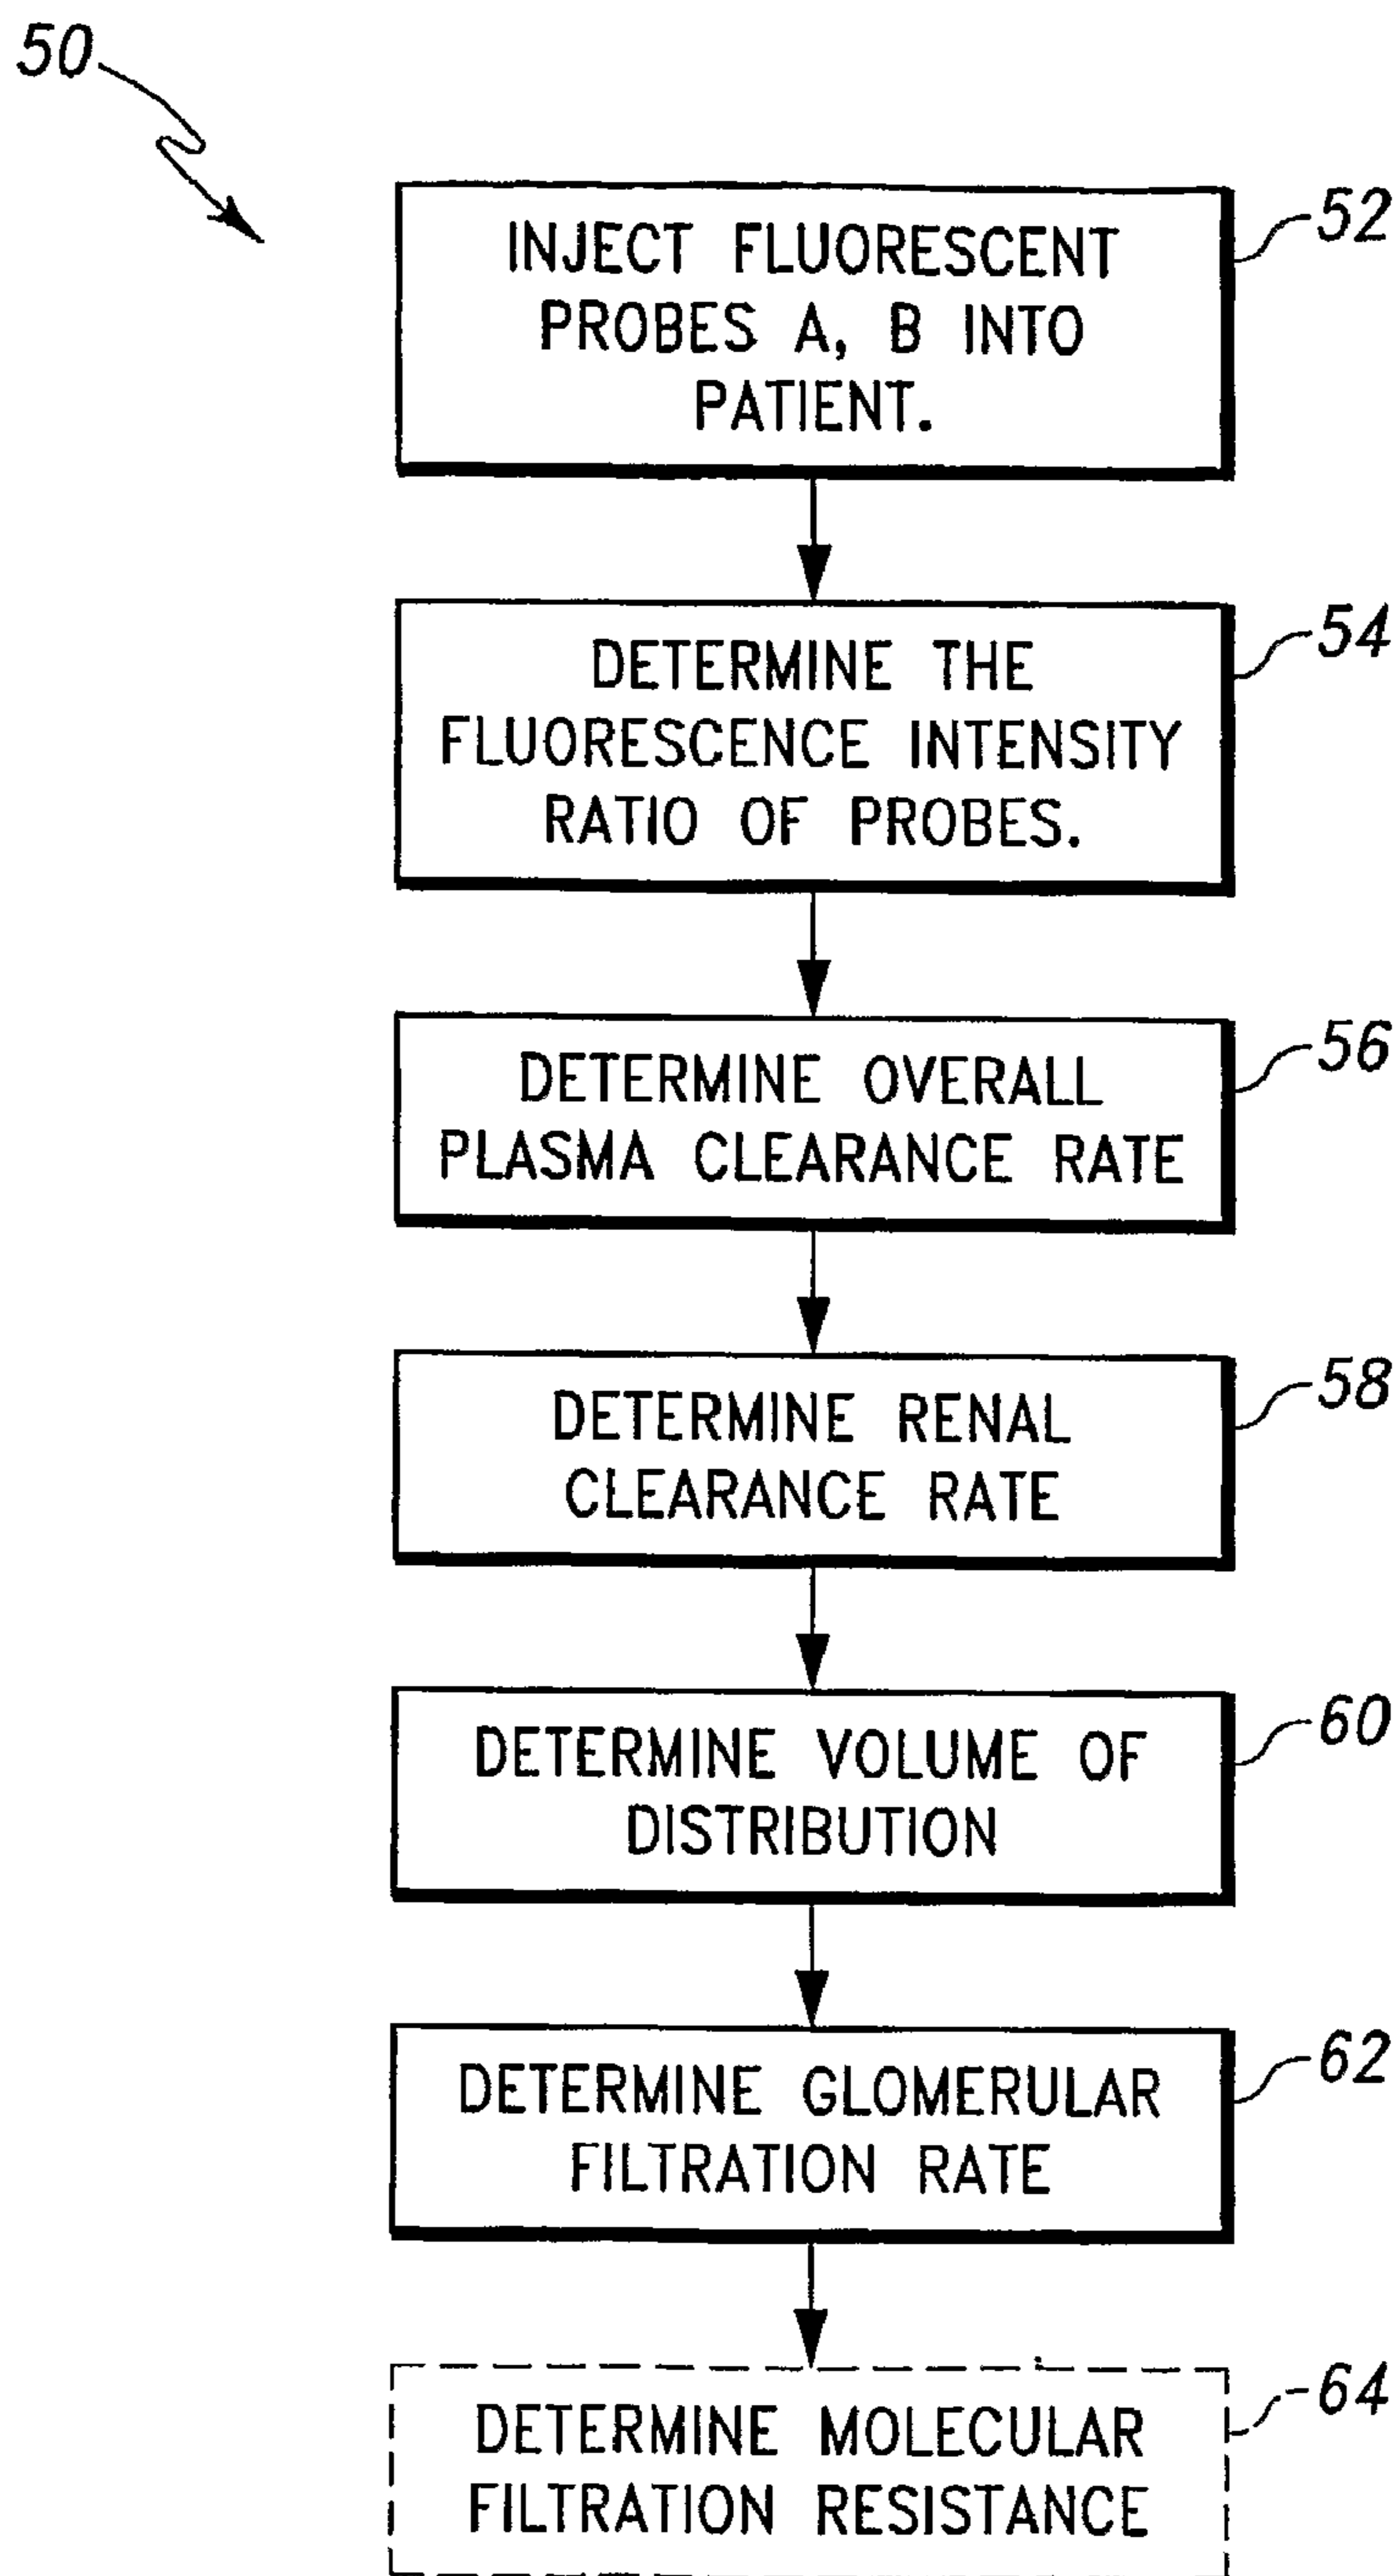 50
INJECT FLUORESCENT
PROBES A, B INTO
PATIENT.
52
DETERMINE THE
FLUORESCENCE INTENSITY
RATIO OF PROBES.
54
DETERMINE OVERALL
PLASMA CLEARANCE RATE
56
DETERMINE RENAL
CLEARANCE RATE
58
DETERMINE VOLUME OF
DISTRIBUTION
60
DETERMINE GLOMERULAR
FILTRATION RATE
62
DETERMINE MOLECULAR
FILTRATION RESISTANCE
64